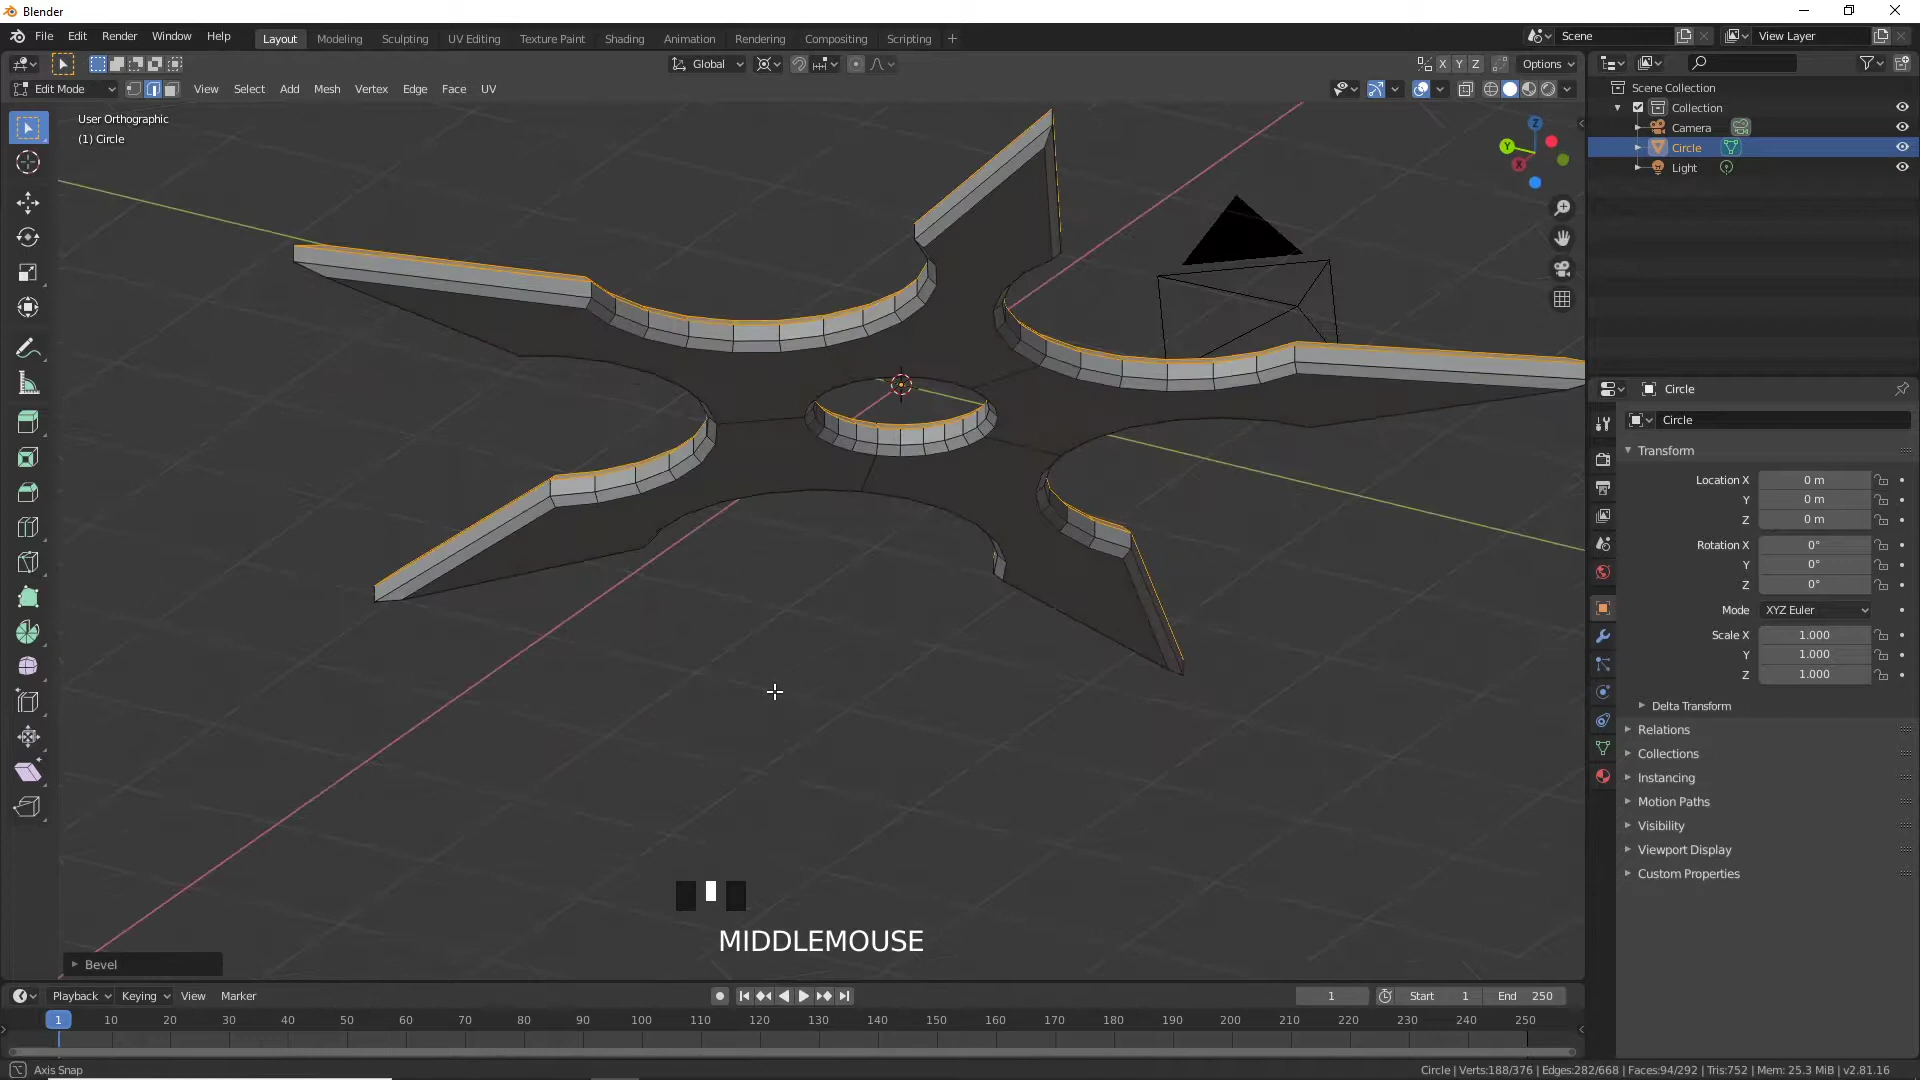 Blender
File Edit Render Window Help
Layout Modeling Sculpting UV Editing Texture Paint Shading Animation Rendering Compositing Scripting +
Scene
View Layer
Global
X Y Z
Options
Edit Mode
View Select Add Mesh Vertex Edge Face UV
User Orthographic
(1) Circle
Z
Y
X
Scene Collection
Collection
Camera
Circle
Light
Circle
Circle
Transform
Location X 0 m
Y 0 m
Z 0 m
Rotation X 0°
Y 0°
Z 0°
Mode XYZ Euler
Scale X 1.000
Y 1.000
Z 1.000
Delta Transform
Relations
Collections
Instancing
Motion Paths
Visibility
Viewport Display
Custom Properties
MIDDLEMOUSE
Bevel
Playback Keying View Marker
1
Start 1
End 250
1 10 20 30 40 50 60 70 80 90 100 110 120 130 140 150 160 170 180 190 200 210 220 230 240 250
Axis Snap
Circle | Verts:188/376 | Edges:282/668 | Faces:94/292 | Tris:752 | Mem: 25.3 MiB | v2.81.16